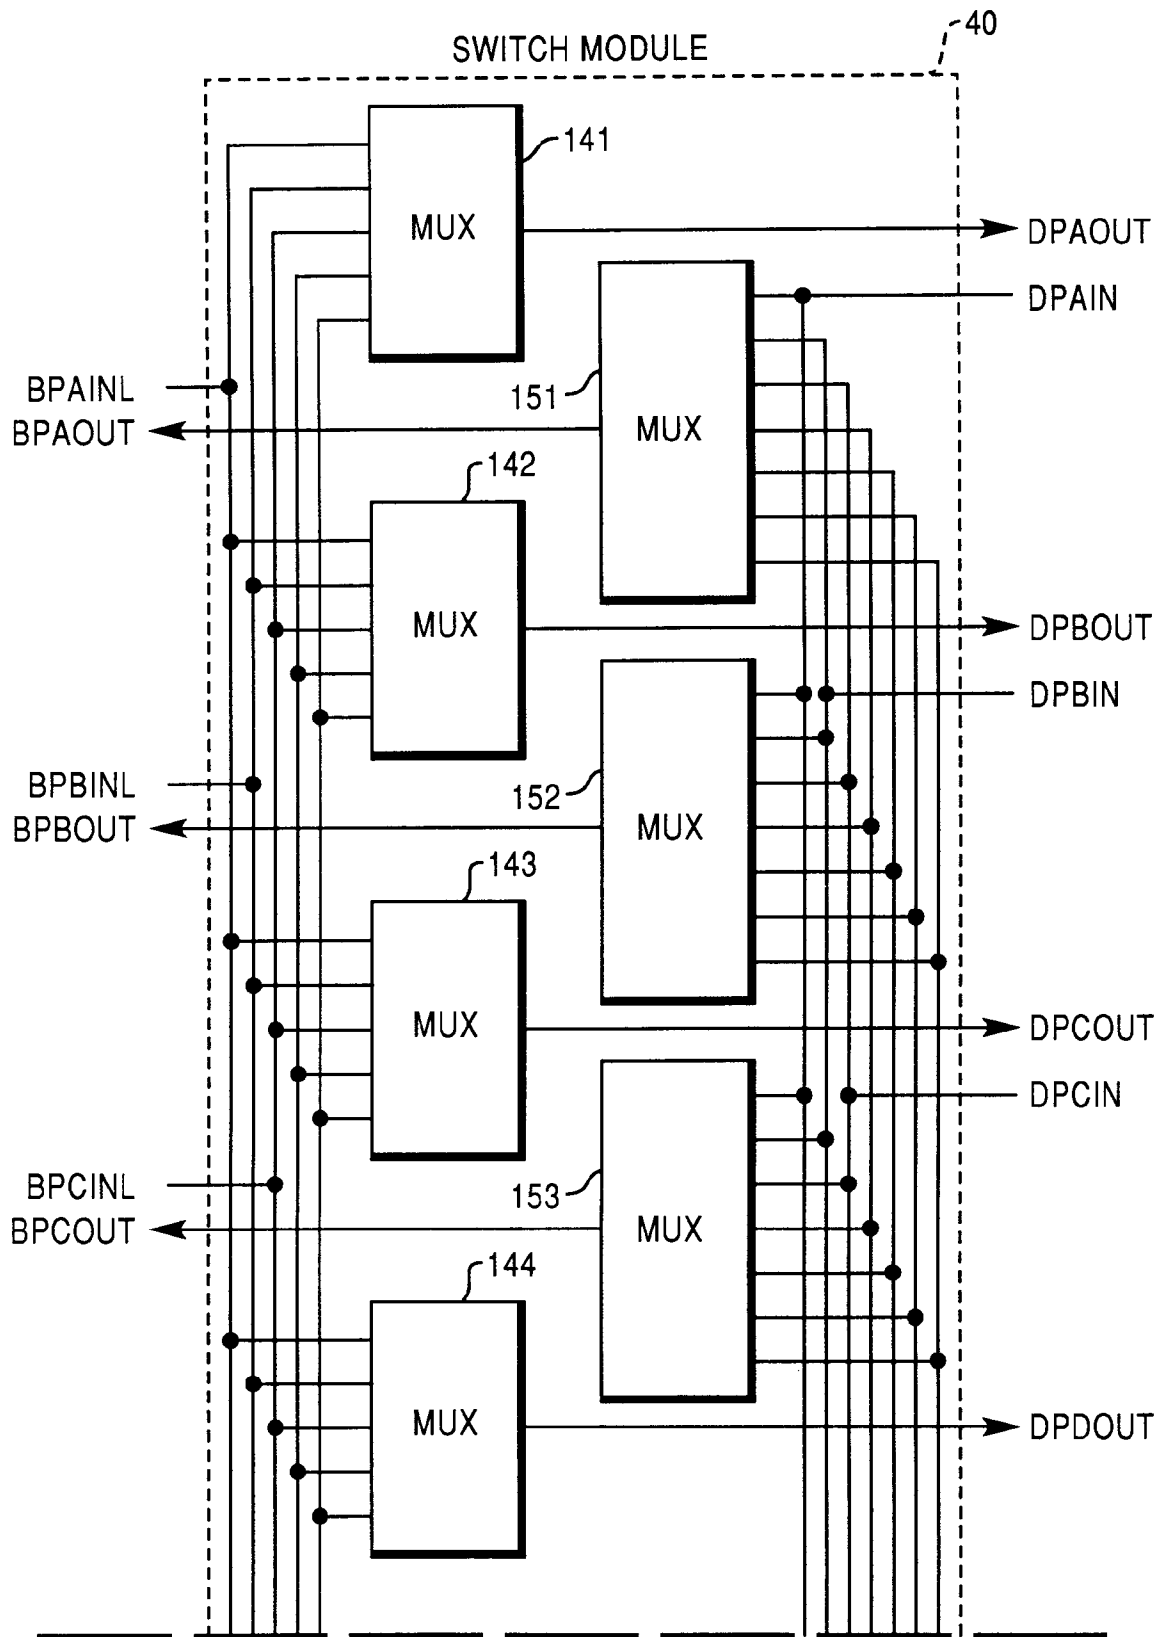 40
SWITCH MODULE
141
MUX
DPAOUT
DPAIN
BPAINL
151
BPAOUT
MUX
142
MUX
DPBOUT
DPBIN
BPBINL
152
BPBOUT
MUX
143
MUX
DPCOUT
DPCIN
BPCINL
153
BPCOUT
MUX
144
MUX
DPDOUT